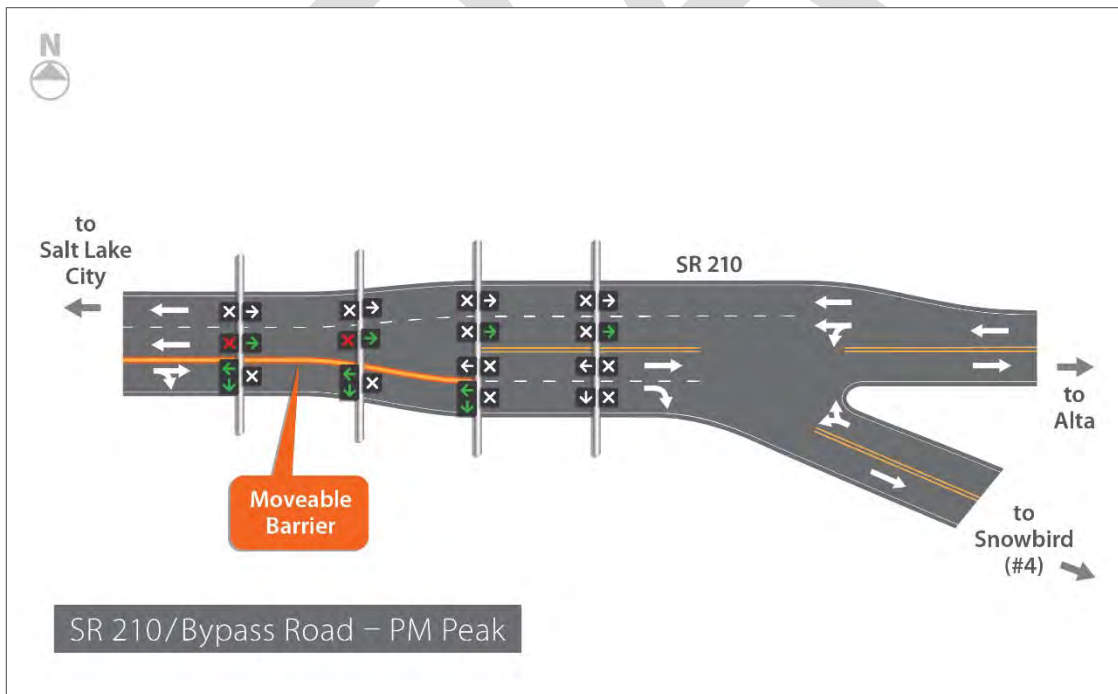 N
to
Salt Lake
City
SR 210
to
Alta
Moveable
Barrier
to
Snowbird
(#4)
SR 210/Bypass Road – PM Peak